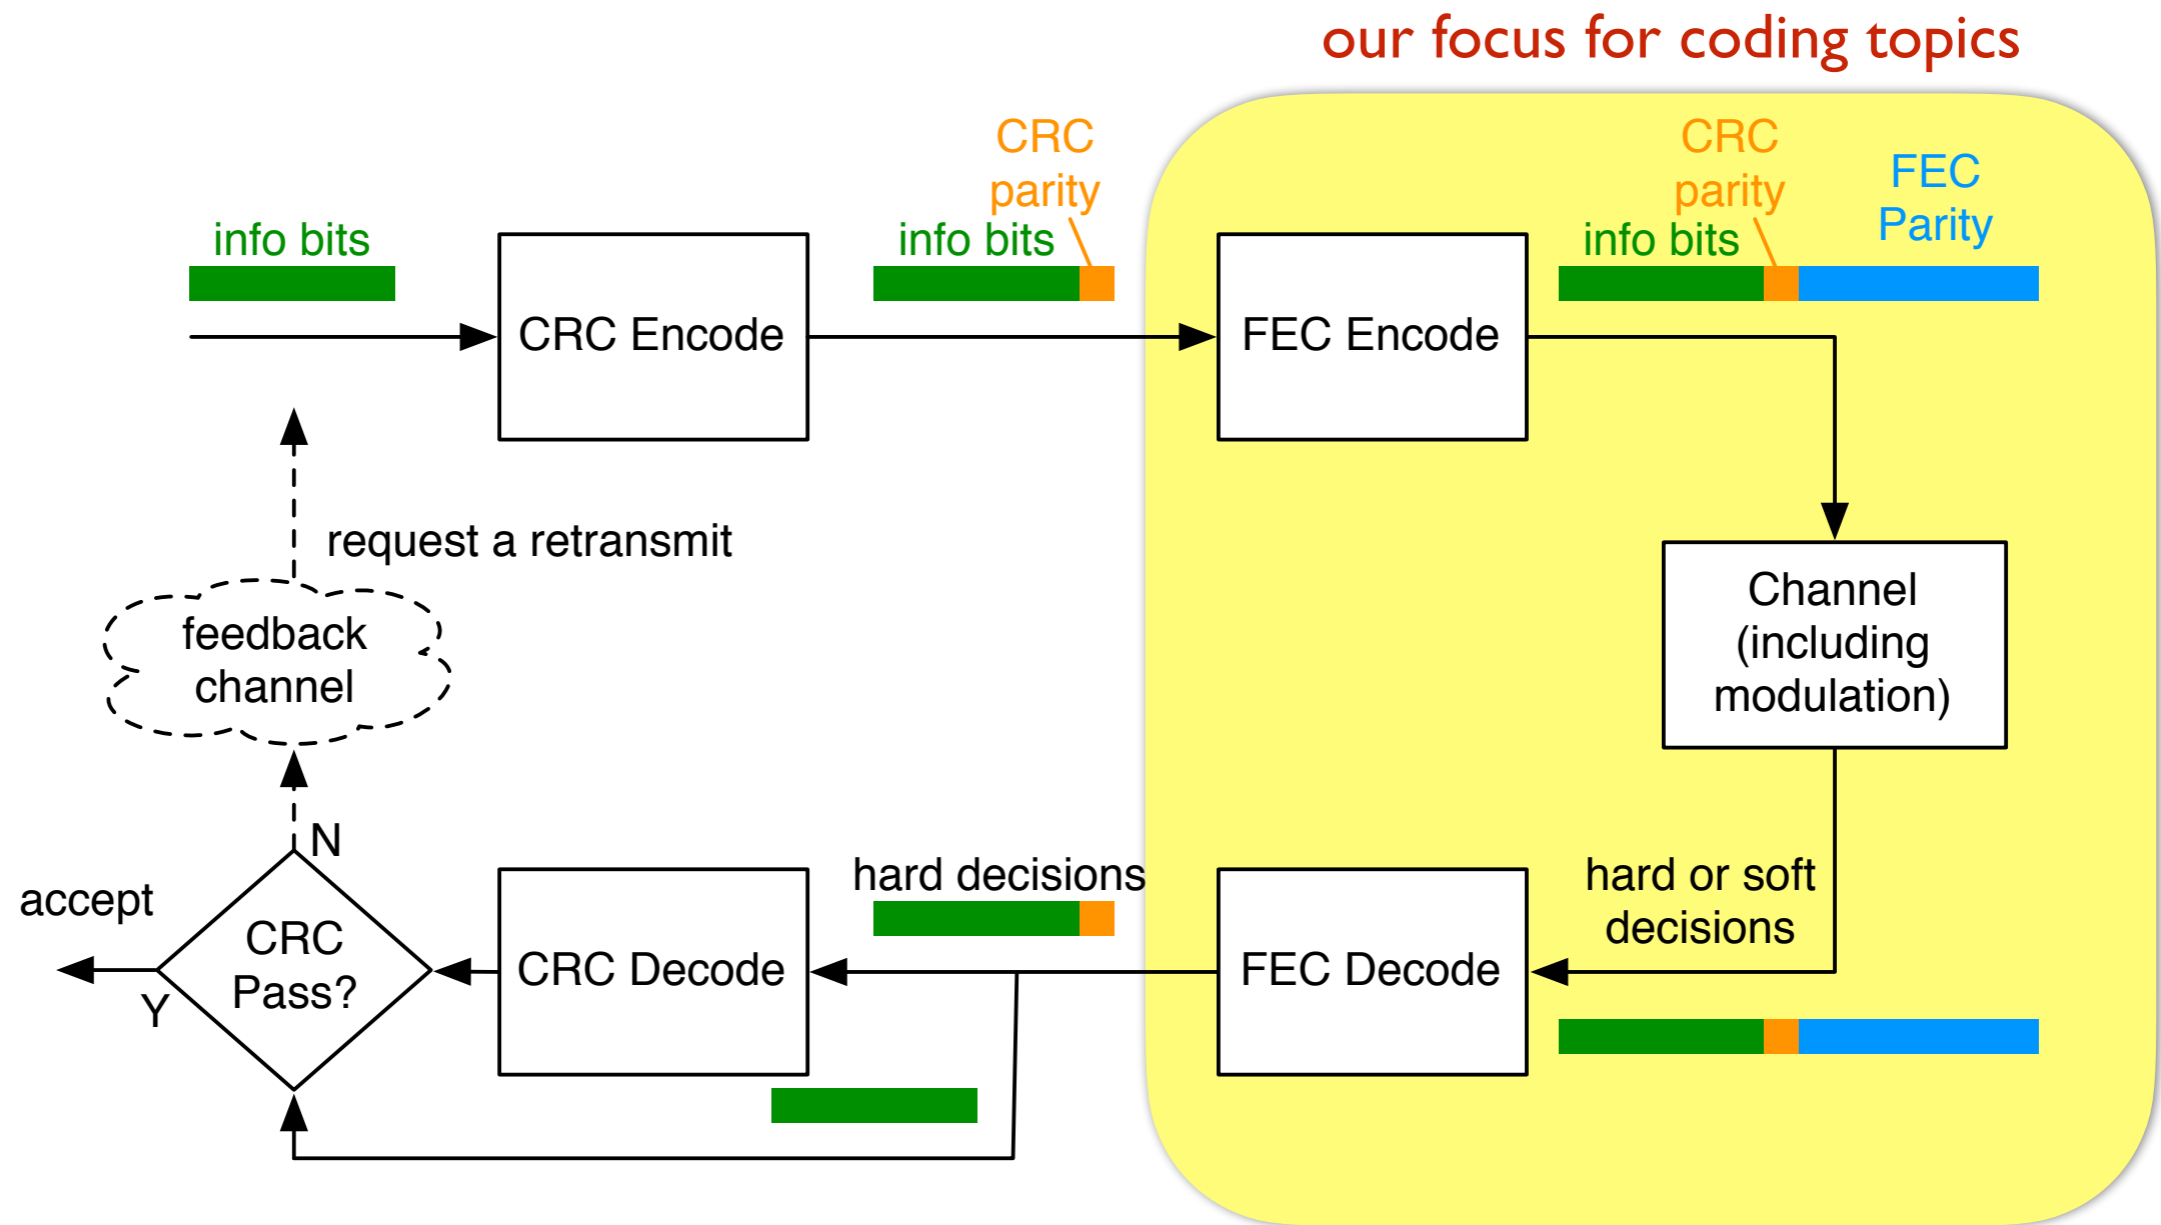 our focus for coding topics
CRC
parity
info bits
info bits
CRC
parity
info bits
FEC
Parity
CRC Encode
FEC Encode
request a retransmit
feedback
channel
Channel
(including
modulation)
N
accept
Y
CRC
Pass?
CRC Decode
hard decisions
FEC Decode
hard or soft
decisions